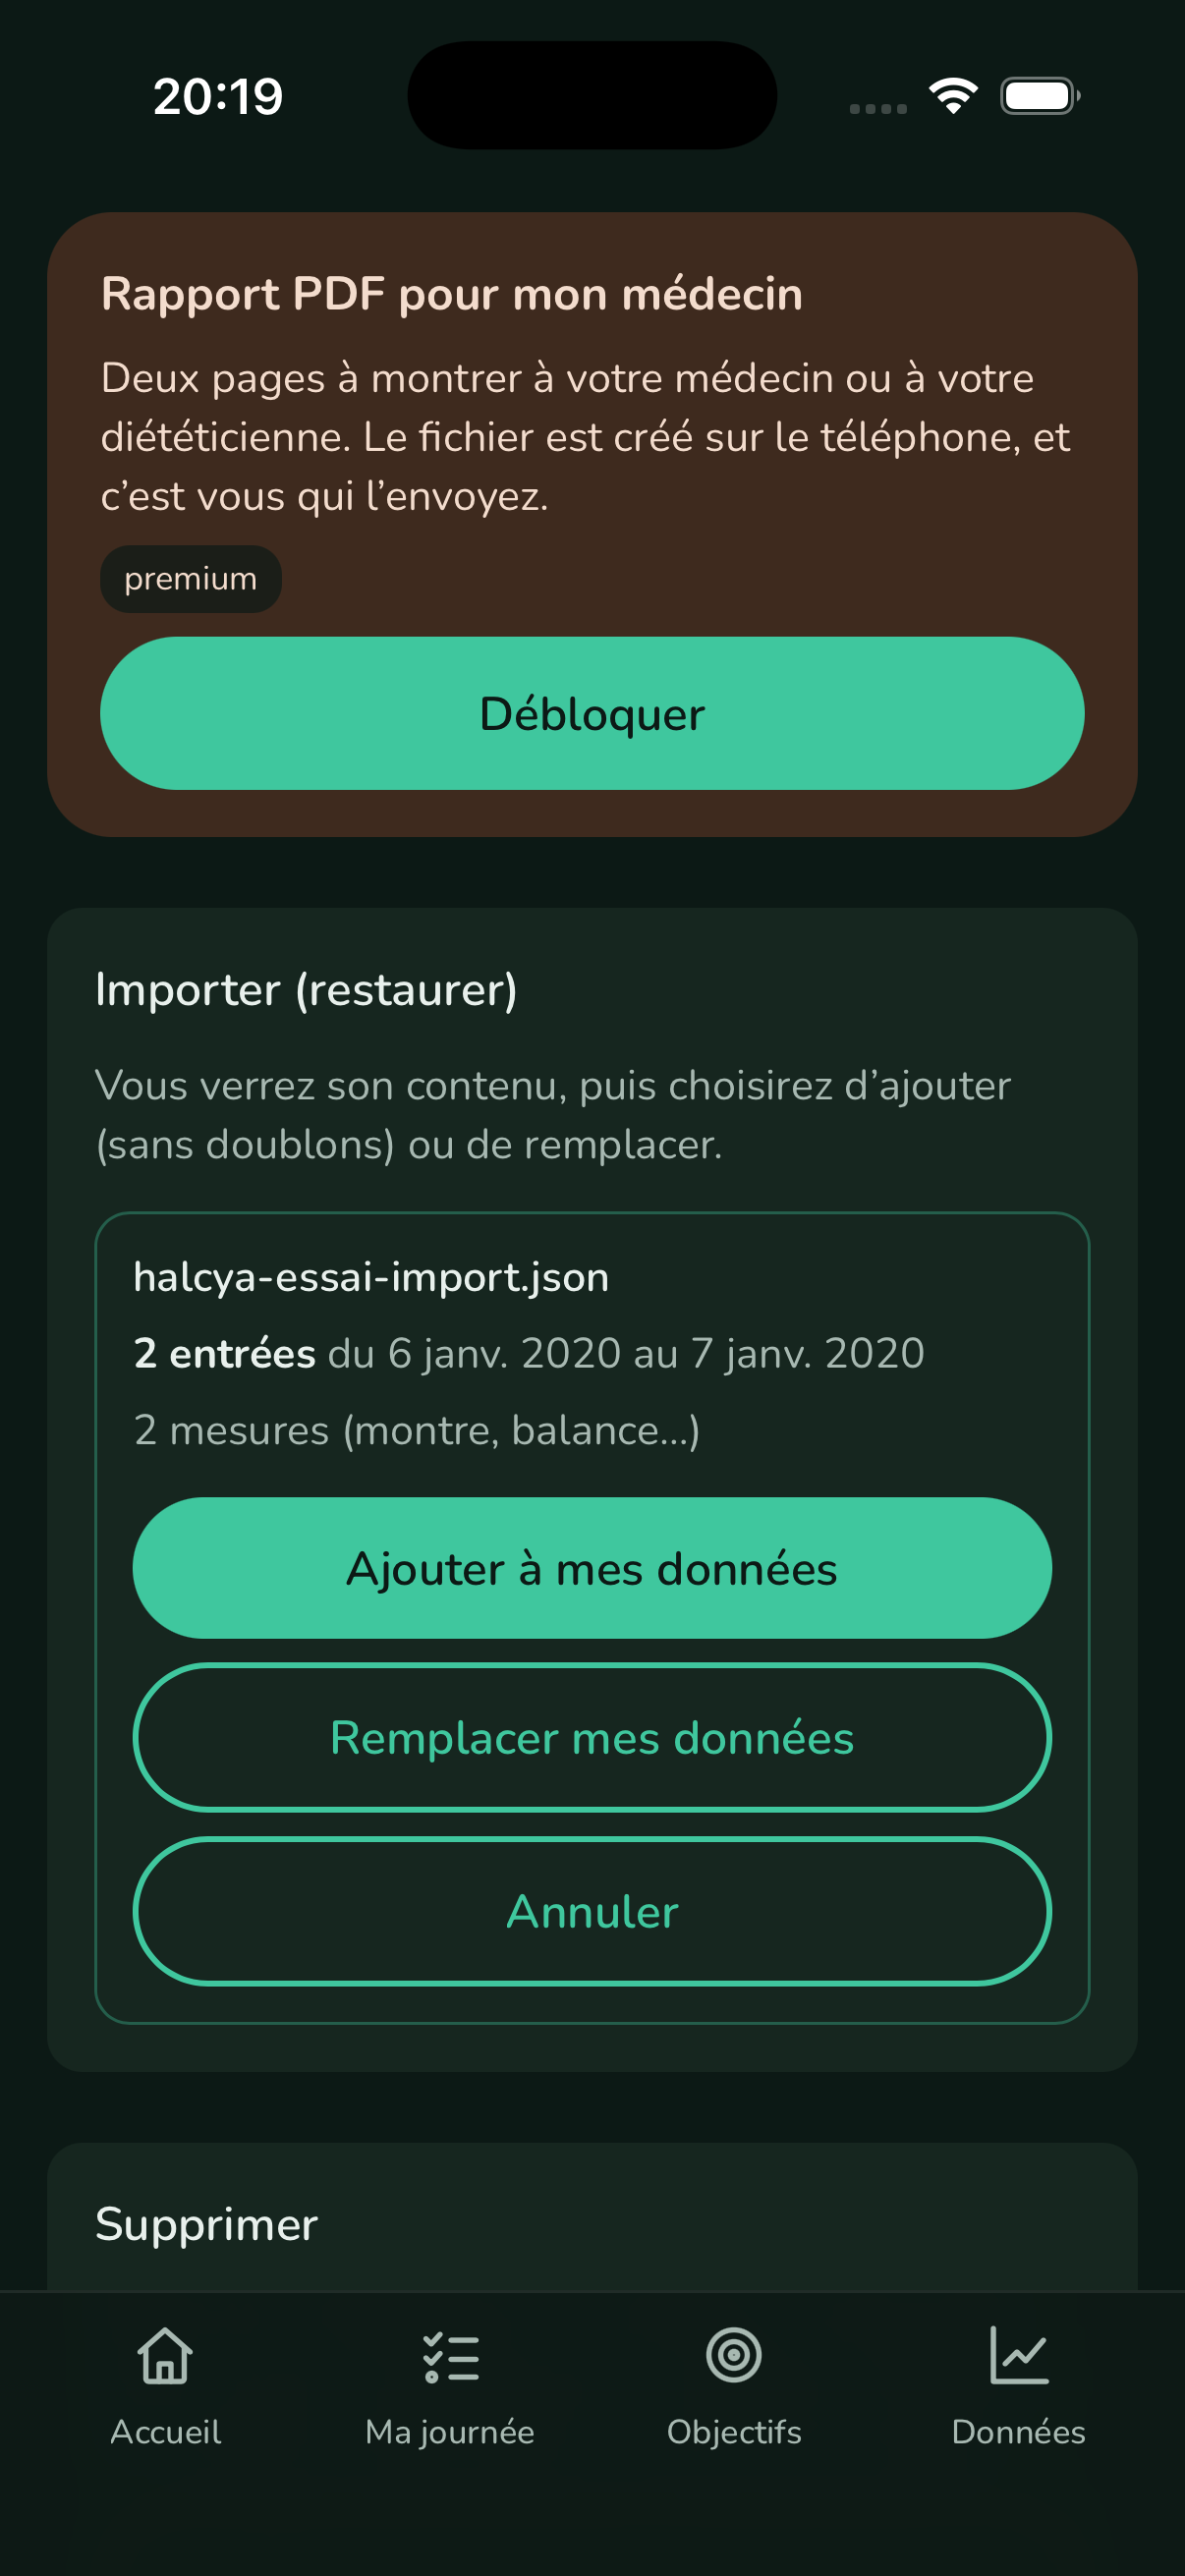 20:19
Rapport PDF pour mon médecin
Deux pages à montrer à votre médecin ou à votre
diététicienne. Le fichier est créé sur le téléphone, et
c’est vous qui l’envoyez.
premium
Débloquer
Importer (restaurer)
Vous verrez son contenu, puis choisirez d’ajouter
(sans doublons) ou de remplacer.
halcya-essai-import.json
2 entrées du 6 janv. 2020 au 7 janv. 2020
2 mesures (montre, balance…)
Ajouter à mes données
Remplacer mes données
Annuler
Supprimer
Accueil
Ma journée
Objectifs
Données